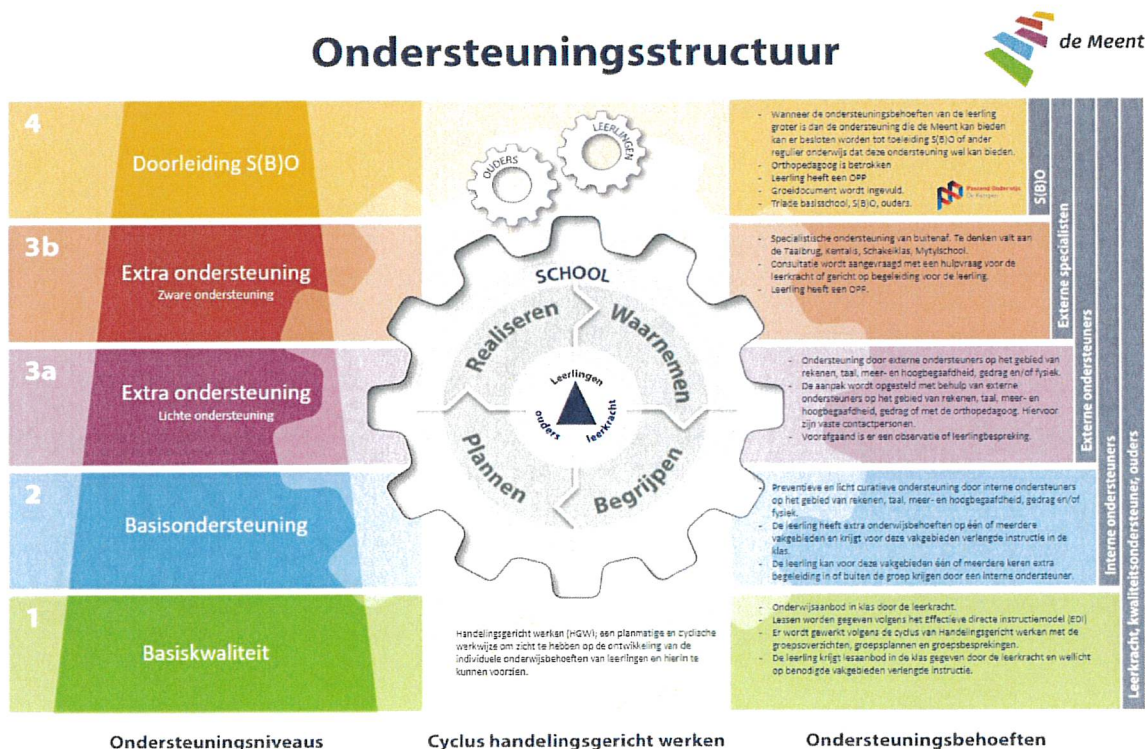 Ondersteuningsstructuur
de Meent
4
Doorleiding S(B)O
3b
Extra ondersteuning
Zware ondersteuning
3a
Extra ondersteuning
Lichte ondersteuning
2
Basisondersteuning
1
Basiskwaliteit
Ondersteuningsniveaus
OUDERS
LEERLINGEN
SCHOOL
Realiseren
Waarnemen
Plannen
Begrijpen
Leerlingen
ouders
leerkracht
Handelingsgericht werken (HGW); een planmatige en cyclische
werkwijze om zicht te hebben op de ontwikkeling van de
individuele onderwijsbehoeften van leerlingen en hierin te
kunnen voorzien.
Cyclus handelingsgericht werken
- Wanneer de ondersteuningsbehoeften van de leerling
groter is dan de ondersteuning die de Meent kan bieden
kan er besloten worden tot toeleiding S(B)O of ander
regulier onderwijs dat deze ondersteuning wel kan bieden.
- Orthopedagoog is betrokken
- Leerling heeft een OPP
- Groeidocument wordt ingevuld.
- Triade basisschool, S(B)O, ouders.
Passend Onderwijs
De Kempen
- Specialistische ondersteuning van buitenaf. Te denken valt aan
de Taalbrug, Kentalis, Schakelklas, Mytylschool.
- Consultatie wordt aangevraagd met een hulpvraag voor de
leerkracht of gericht op begeleiding voor de leerling.
- Leerling heeft een OPP.
- Ondersteuning door externe ondersteuners op het gebied van
rekenen, taal, meer- en hoogbegaafdheid, gedrag en/of fysiek.
- De aanpak wordt opgesteld met behulp van externe
ondersteuners op het gebied van rekenen, taal, meer- en
hoogbegaafdheid, gedrag of met de orthopedagoog. Hiervoor
zijn vaste contactpersonen.
- Voorafgaand is er een observatie of leerlingbespreking.
- Preventieve en licht curatieve ondersteuning door interne ondersteuners
op het gebied van rekenen, taal, meer- en hoogbegaafdheid, gedrag en/of
fysiek.
- De leerling heeft extra onderwijsbehoeften op één of meerdere
vakgebieden en krijgt voor deze vakgebieden verlengde instructie in de
klas.
- De leerling kan voor deze vakgebieden één of meerdere keren extra
begeleiding in of buiten de groep krijgen door een interne ondersteuner.
- Onderwijsaanbod in klas door de leerkracht.
- Lessen worden gegeven volgens het Effectieve directe instructiemodel (EDI)
- Er wordt gewerkt volgens de cyclus van Handelingsgericht werken met de
groepsoverzichten, groepsplannen en groepsbesprekingen.
- De leerling krijgt lesaanbod in de klas gegeven door de leerkracht en wellicht
op benodigde vakgebieden verlengde instructie.
S(B)O
Externe specialisten
Externe ondersteuners
Interne ondersteuners
Leerkracht, kwaliteitsondersteuner, ouders
Ondersteuningsbehoeften